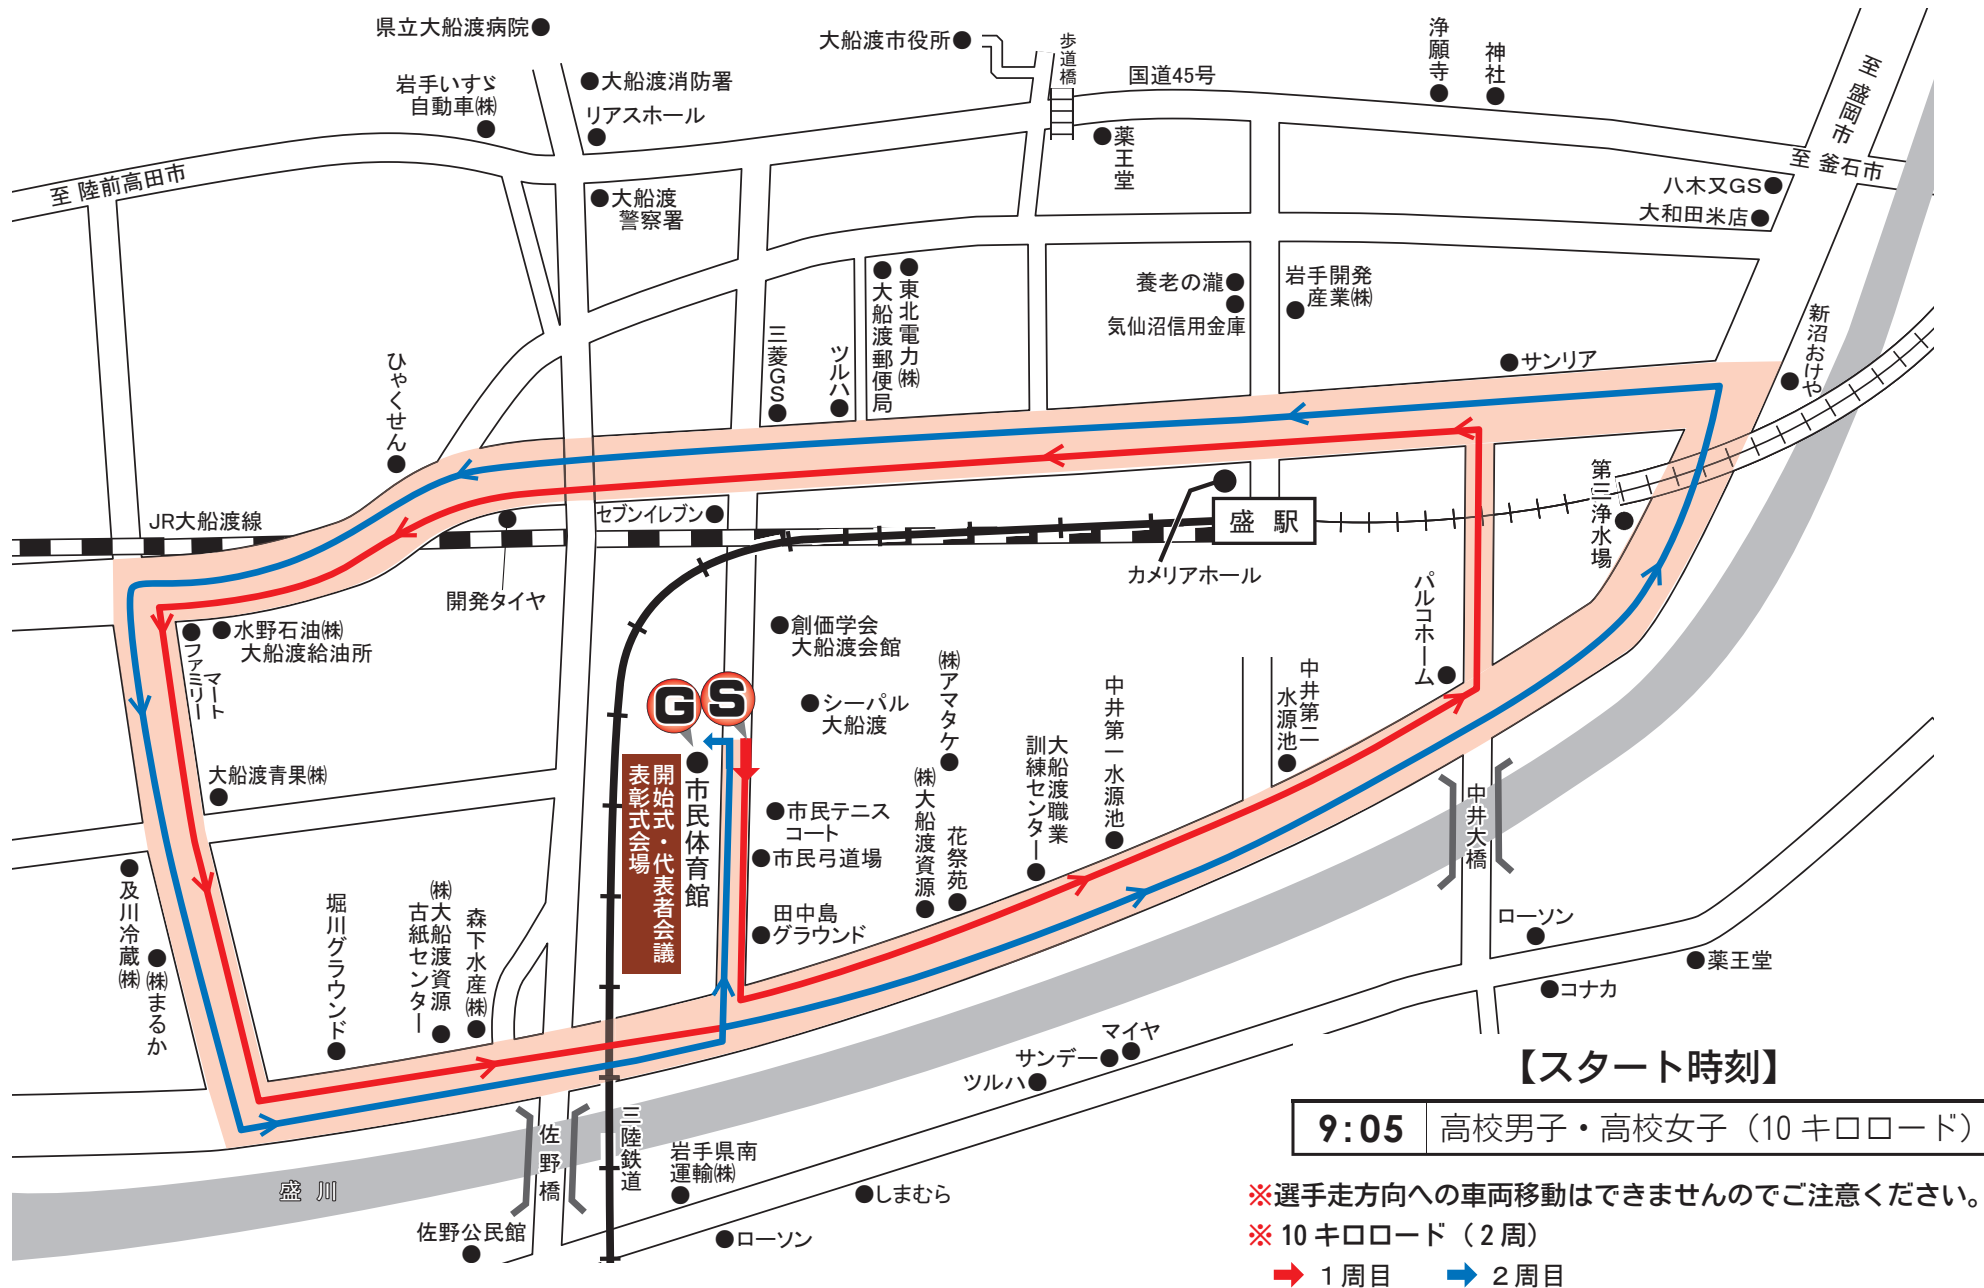 県立大船渡病院
岩手いすゞ
自動車㈱
大船渡消防署
リアスホール
大船渡市役所
歩道橋
国道45号
浄願寺
神社
至 盛岡市
至 釜石市
至 陸前高田市
大船渡
警察署
薬王堂
八木又GS
大和田米店
養老の瀧
気仙沼信用金庫
岩手開発
産業㈱
東北電力㈱
大船渡郵便局
ツルハ
三菱GS
ひゃくせん
サンリア
新沼おけや
JR大船渡線
セブンイレブン
開発タイヤ
盛 駅
カメリアホール
第三浄水場
パルコホーム
水野石油㈱
大船渡給油所
ファミリー
マート
創価学会
大船渡会館
シーパル
大船渡
G
S
㈱アマタケ
中井第一水源池
中井第二
水源池
大船渡職業
訓練センター
大船渡青果㈱
市民体育館
開始式・代表者会議
表彰式会場
市民テニス
コート
市民弓道場
田中島
グラウンド
㈱大船渡資源
花祭苑
中井大橋
及川冷蔵㈱
㈱まるか
堀川グラウンド
㈱大船渡資源
古紙センター
森下水産㈱
ローソン
薬王堂
コナカ
マイヤ
サンデー
ツルハ
佐野橋
三陸鉄道
岩手県南
運輸㈱
しまむら
盛 川
佐野公民館
ローソン
【スタート時刻】
9:05 高校男子・高校女子（10 キロロード）
※選手走方向への車両移動はできませんのでご注意ください。
※ 10 キロロード（ 2 周）
1 周目 2 周目